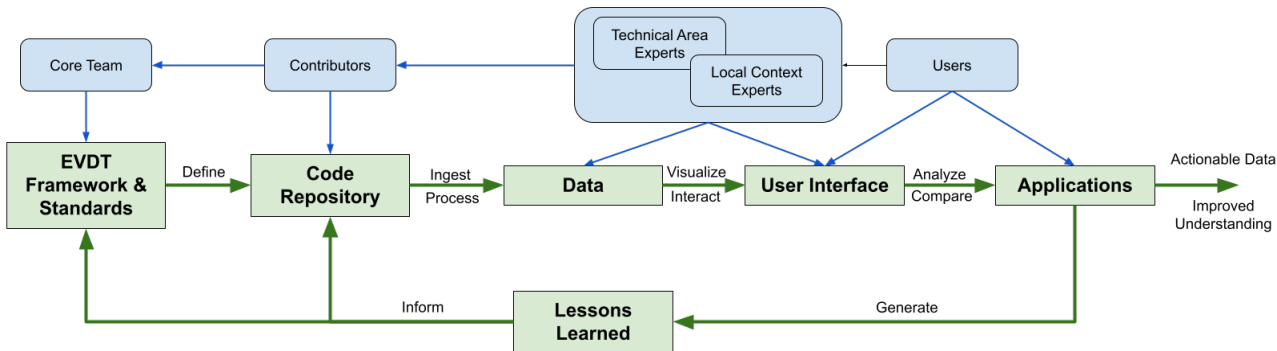 Technical Area
Experts
Core Team
Contributors
Local Context
Experts
Users
EVDT
Framework &
Standards
Define
Code
Repository
Ingest
Process
Data
Visualize
Interact
User Interface
Analyze
Compare
Applications
Actionable Data
Improved
Understanding
Inform
Lessons
Learned
Generate